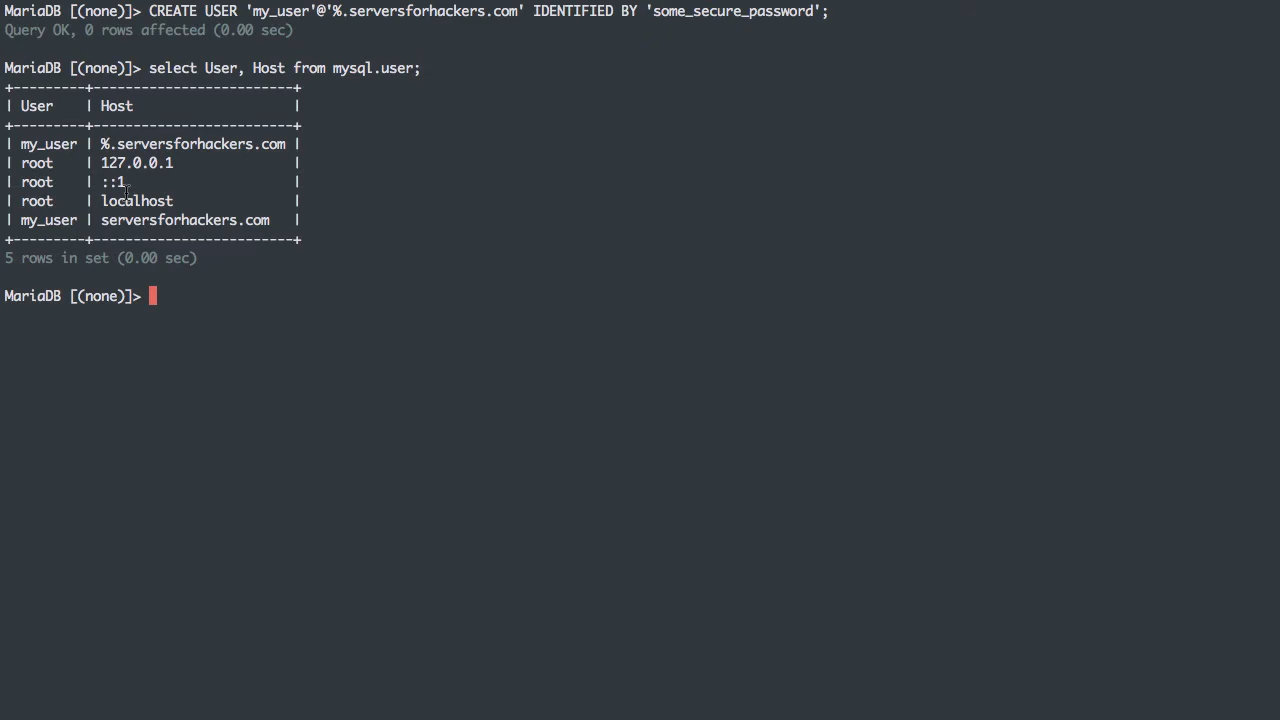 MariaDB [(none)]> CREATE USER 'my_user'@'%.serversforhackers.com' IDENTIFIED BY 'some_secure_password';
Query OK, 0 rows affected (0.00 sec)
MariaDB [(none)]> select User, Host from mysql.user;
+---------+-------------------------+
| User    | Host                    |
+---------+-------------------------+
| my_user | %.serversforhackers.com |
| root    | 127.0.0.1               |
| root    | ::1                     |
| root    | localhost               |
| my_user | serversforhackers.com   |
+---------+-------------------------+
5 rows in set (0.00 sec)
MariaDB [(none)]>